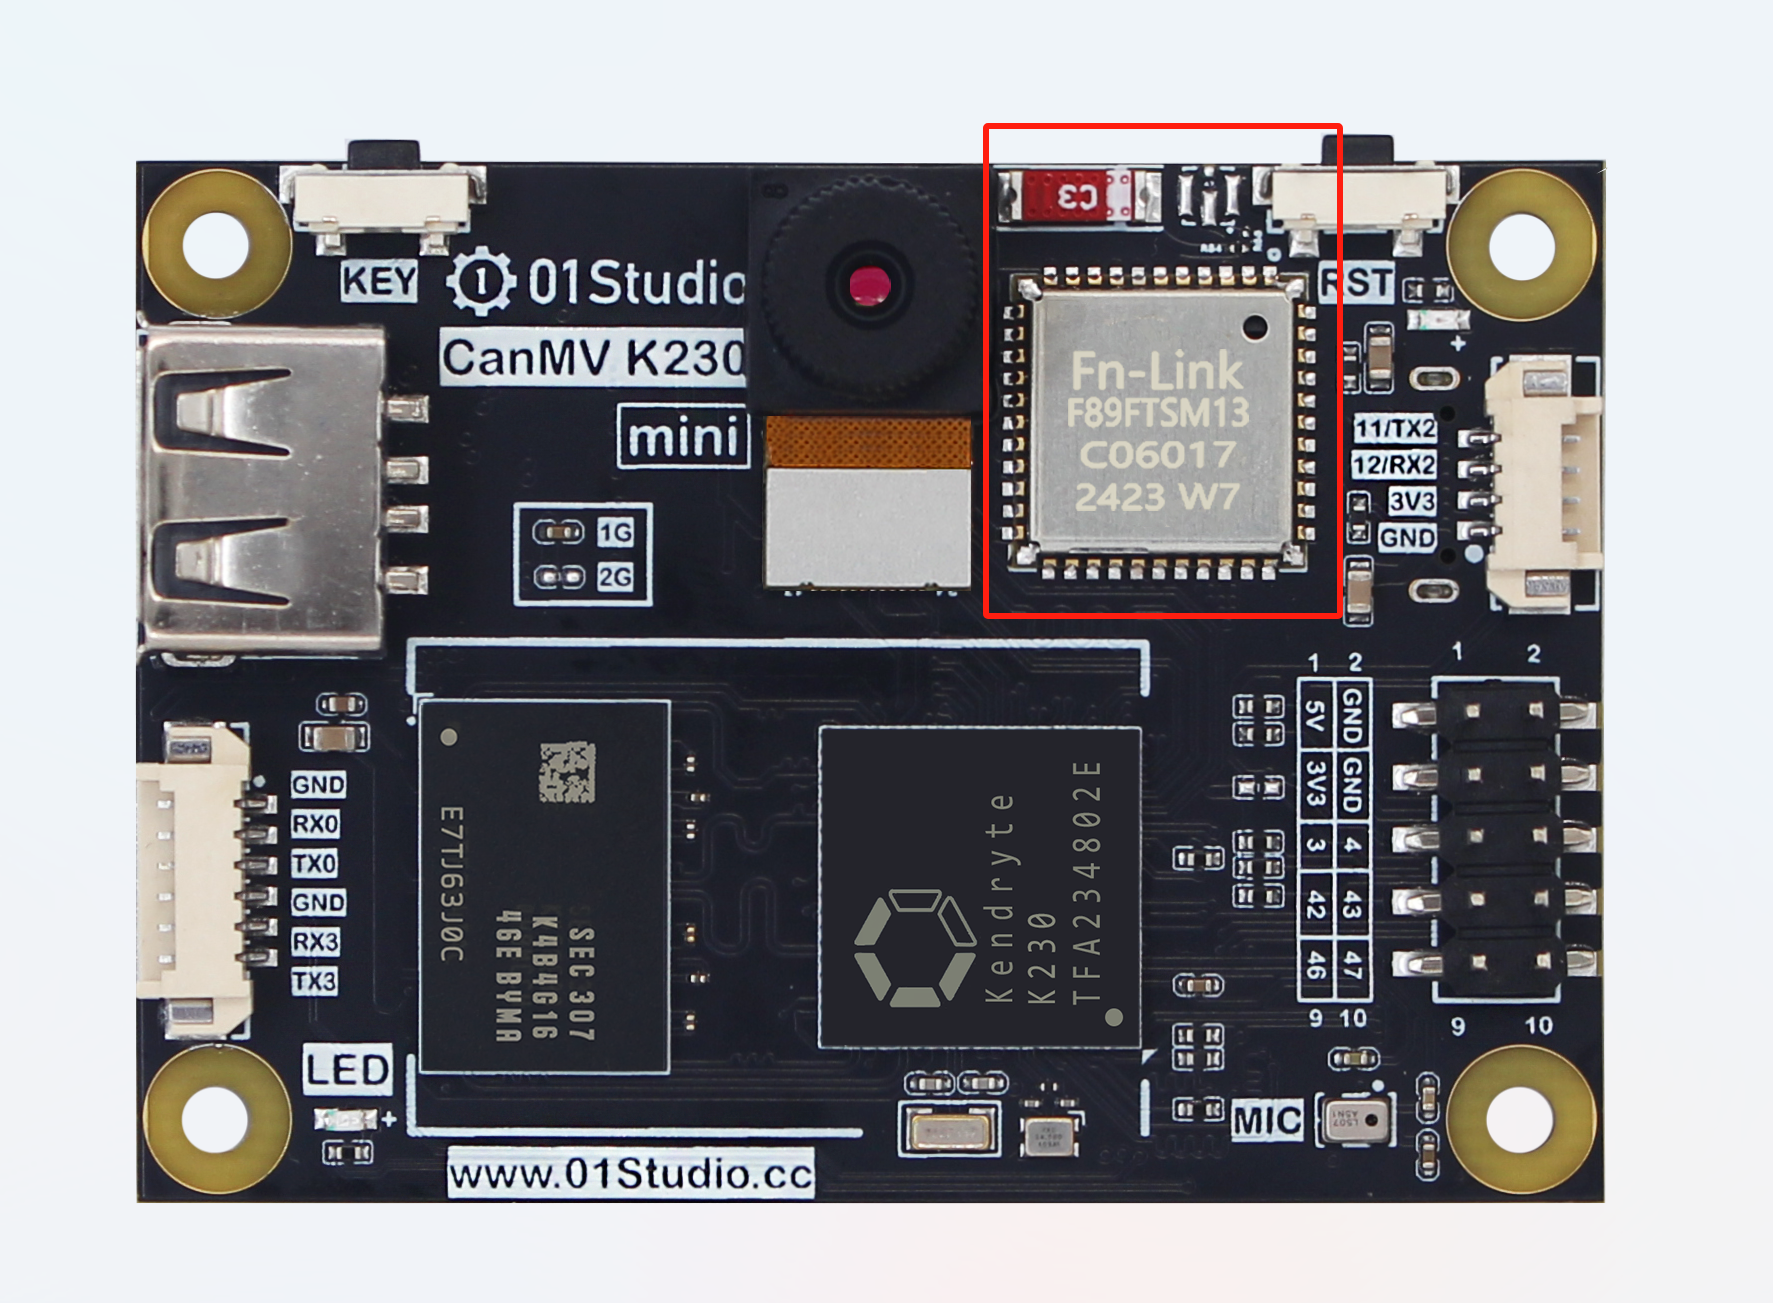 C3
R84
KEY
1 01Studio
RST
CanMV K230
mini
Fn-Link
F89FTSM13
C06017
2423 W7
+
11/TX2
12/RX2
3V3
GND
1G
2G
1 2
1 2
5V GND
3V3 GND
3 4
42 43
46 47
9 10
9 10
GND
RX0
TX0
GND
RX3
TX3
E7TJ63J0C
SEC 307
K4B4G16
46E BYMA
Kendryte
K230
TFA234802E
LED
+
MIC
www.01Studio.cc